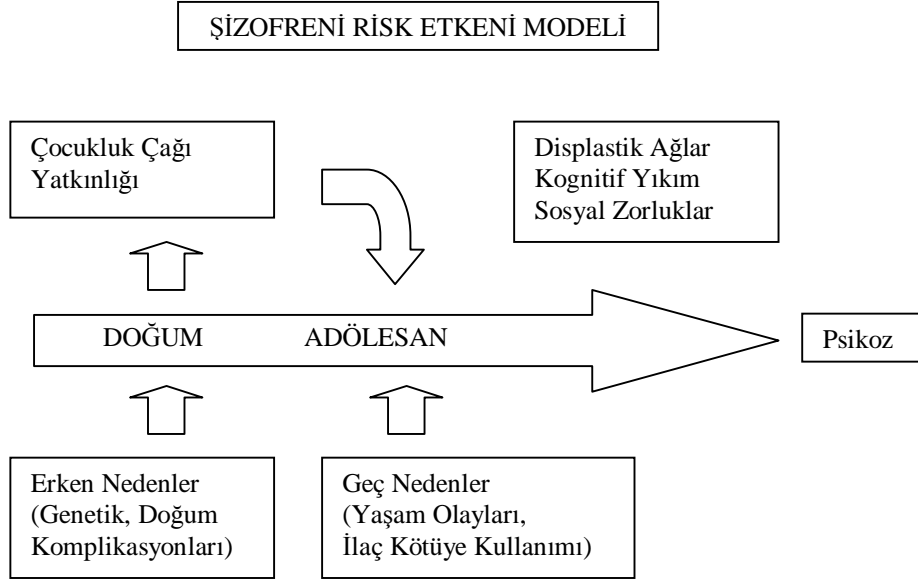 ŞİZOFRENİ RİSK ETKENİ MODELİ
Çocukluk Çağı
Yatkınlığı
Displastik Ağlar
Kognitif Yıkım
Sosyal Zorluklar
DOĞUM
ADÖLESAN
Psikoz
Erken Nedenler
(Genetik, Doğum
Komplikasyonları)
Geç Nedenler
(Yaşam Olayları,
İlaç Kötüye Kullanımı)